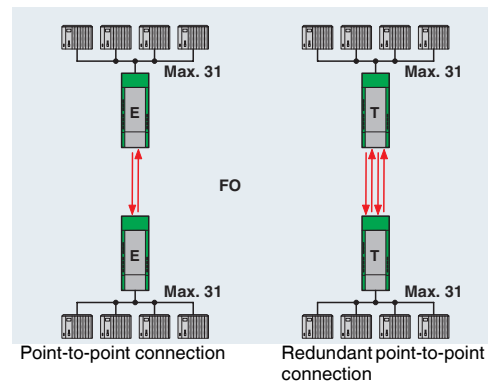 Max. 31
Max. 31
E
T
FO
E
T
Max. 31
Max. 31
Point-to-point connection
Redundant point-to-point
connection